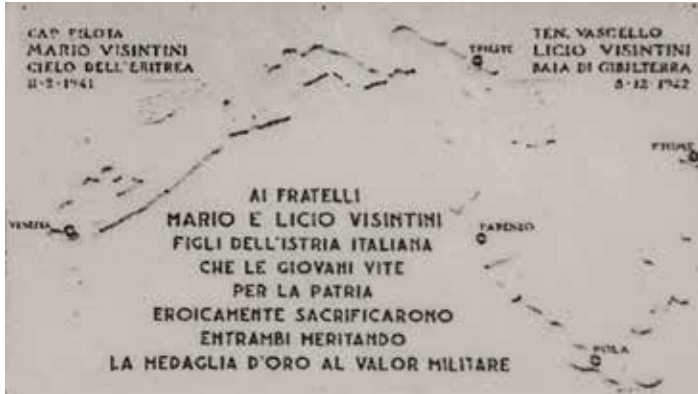 CAP. PILOTA
MARIO VISINTINI
CIELO DELL'ERITREA
11-2-1941
TEN. VASCELLO
LICIO VISINTINI
BAIA DI GIBILTERRA
8-12-1942
TRIESTE
FIUME
VENEZIA
PARENZO
POLA
AI FRATELLI
MARIO E LICIO VISINTINI
FIGLI DELL'ISTRIA ITALIANA
CHE LE GIOVANI VITE
PER LA PATRIA
EROICAMENTE SACRIFICARONO
ENTRAMBI MERITANDO
LA MEDAGLIA D'ORO AL VALOR MILITARE